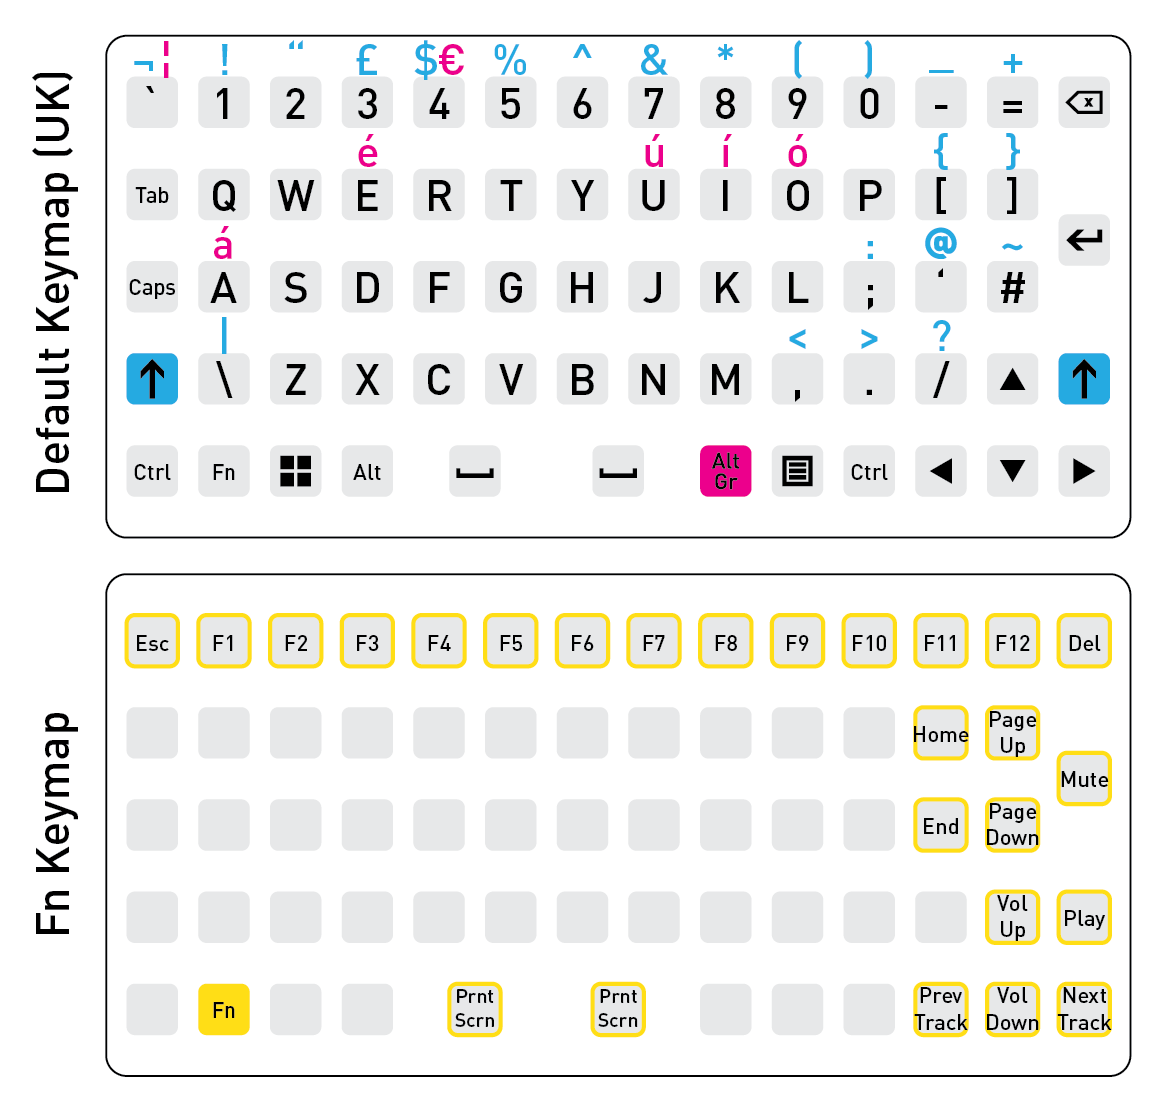 Default Keymap (UK)
¬ ¦ ! “ £ $ € % ^ & * ( ) _ +
` 1 2 3 4 5 6 7 8 9 0 - =
x
é ú í ó { }
Tab Q W E R T Y U I O P [ ]
á : @ ~
Caps A S D F G H J K L ; ‘ #
| < > ?
\ Z X C V B N M , . /
Ctrl Fn Alt Alt Gr Ctrl
Fn Keymap
Esc F1 F2 F3 F4 F5 F6 F7 F8 F9 F10 F11 F12 Del
Home Page Up
Mute
End Page Down
Vol Up Play
Fn Prnt Scrn Prnt Scrn Prev Track Vol Down Next Track